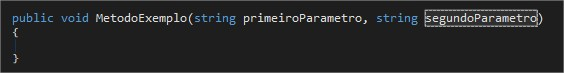 public void MetodoExemplo(string primeiroParametro, string segundoParametro)
{
}